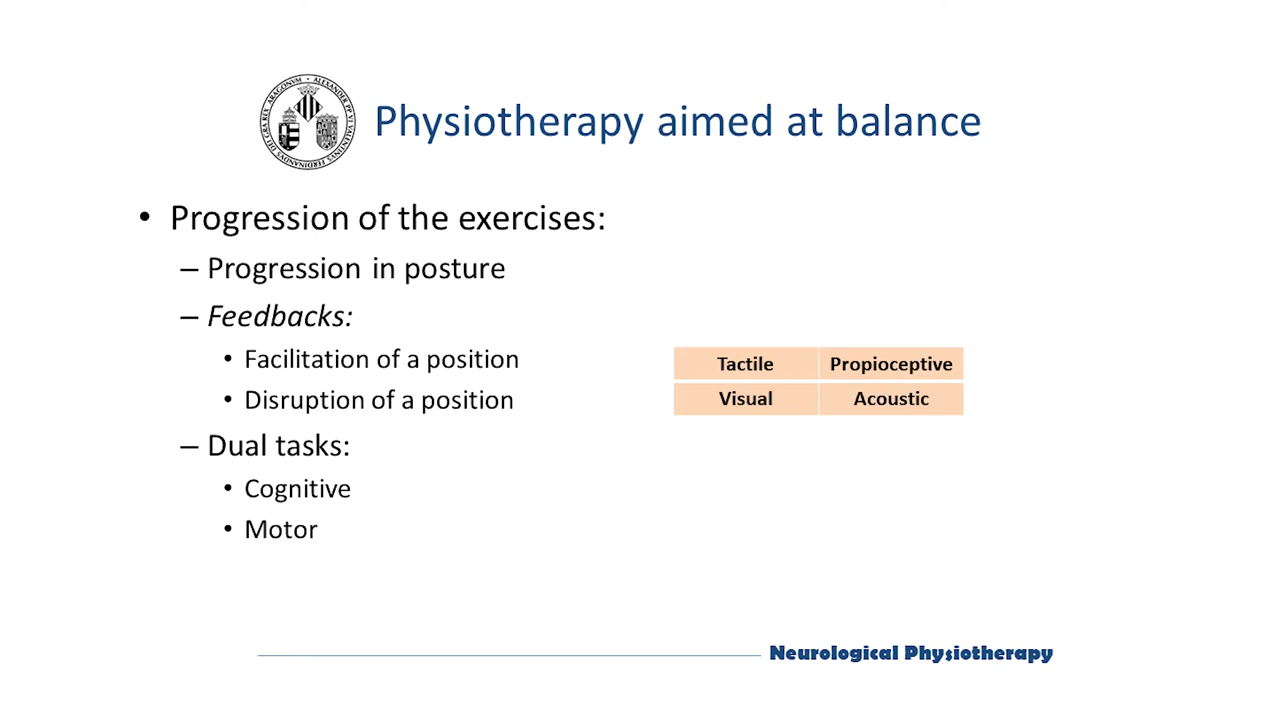 Physiotherapy aimed at balance
• Progression of the exercises:
– Progression in posture
– Feedbacks:
• Facilitation of a position
• Disruption of a position
Tactile Propioceptive
Visual Acoustic
– Dual tasks:
• Cognitive
• Motor
Neurological Physiotherapy